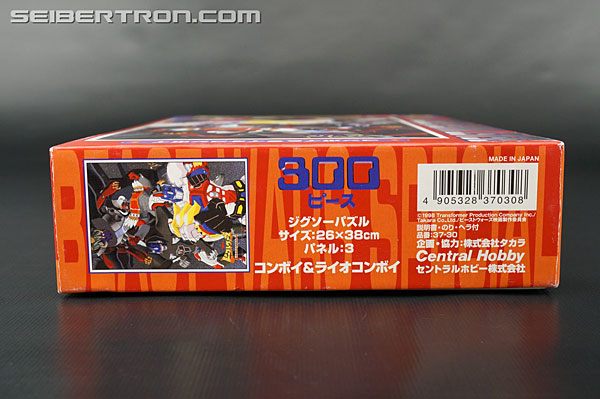 SEIBERTRON.COM
300
ピース
ジグソーパズル
サイズ:26×38cm
パネル:3
コンボイ&ライオコンボイ
MADE IN JAPAN
4 905328 370308
©1998 Transformer Production Company Inc./
Takara Co.,Ltd./ビーストウォーズ映画製作委員会
説明書・のり・ヘラ付
品番:37-30
企画・協力:株式会社タカラ
Central Hobby
セントラルホビー株式会社